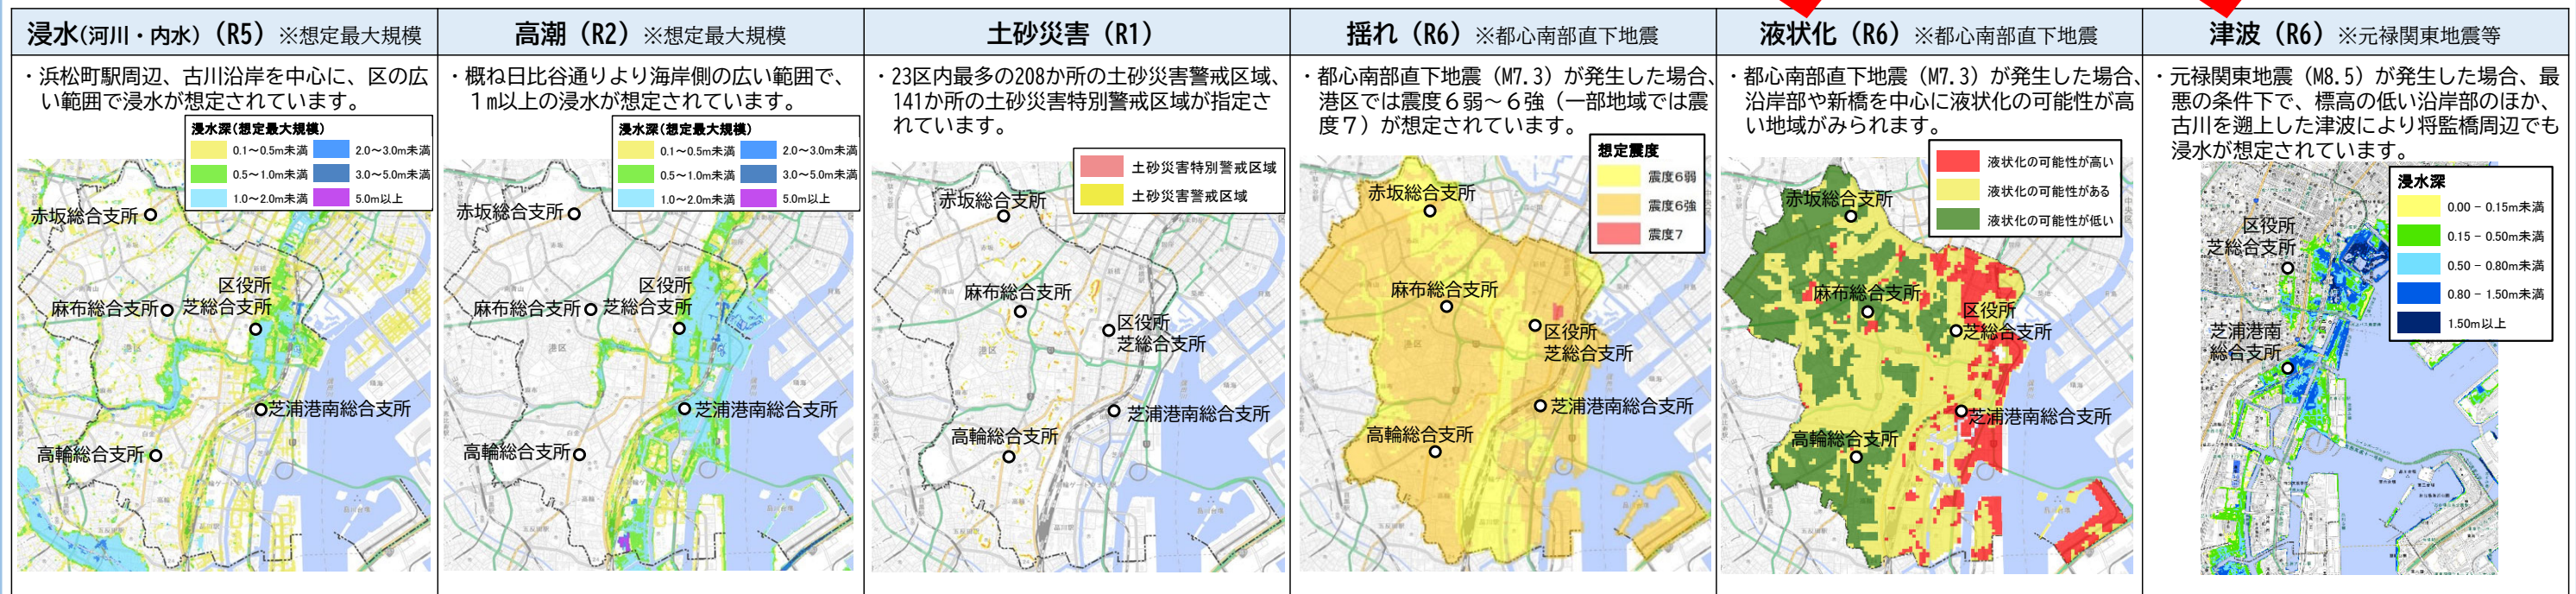 浸水(河川・内水)(R5)※想定最大規模
・浜松町駅周辺、古川沿岸を中心に、区の広
い範囲で浸水が想定されています。
浸水深(想定最大規模)
0.1～0.5m未満
2.0～3.0m未満
0.5～1.0m未満
3.0～5.0m未満
1.0～2.0m未満
5.0m以上
赤坂総合支所
区役所
麻布総合支所
芝総合支所
港区
芝浦港南総合支所
高輪総合支所
高潮(R2)※想定最大規模
・概ね日比谷通りより海岸側の広い範囲で、
1m以上の浸水が想定されています。
浸水深(想定最大規模)
0.1～0.5m未満
2.0～3.0m未満
0.5～1.0m未満
3.0～5.0m未満
1.0～2.0m未満
5.0m以上
赤坂総合支所
区役所
麻布総合支所
芝総合支所
港区
芝浦港南総合支所
高輪総合支所
土砂災害(R1)
・23区内最多の208か所の土砂災害警戒区域、
141か所の土砂災害特別警戒区域が指定さ
れています。
土砂災害特別警戒区域
土砂災害警戒区域
赤坂総合支所
麻布総合支所
区役所
芝総合支所
港区
芝浦港南総合支所
高輪総合支所
揺れ(R6)※都心南部直下地震
・都心南部直下地震(M7.3)が発生した場合、
港区では震度6弱～6強(一部地域では震
度7)が想定されています。
想定震度
震度6弱
震度6強
震度7
赤坂総合支所
麻布総合支所
区役所
芝総合支所
芝浦港南総合支所
高輪総合支所
液状化(R6)※都心南部直下地震
・都心南部直下地震(M7.3)が発生した場合、
沿岸部や新橋を中心に液状化の可能性が高
い地域がみられます。
液状化の可能性が高い
液状化の可能性がある
液状化の可能性が低い
赤坂総合支所
麻布総合支所
区役所
芝総合支所
芝浦港南総合支所
高輪総合支所
津波(R6)※元禄関東地震等
・元禄関東地震(M8.5)が発生した場合、最
悪の条件下で、標高の低い沿岸部のほか、
古川を遡上した津波により将監橋周辺でも
浸水が想定されています。
浸水深
0.00 - 0.15m未満
0.15 - 0.50m未満
0.50 - 0.80m未満
0.80 - 1.50m未満
1.50m以上
区役所
芝総合支所
芝浦港南
総合支所